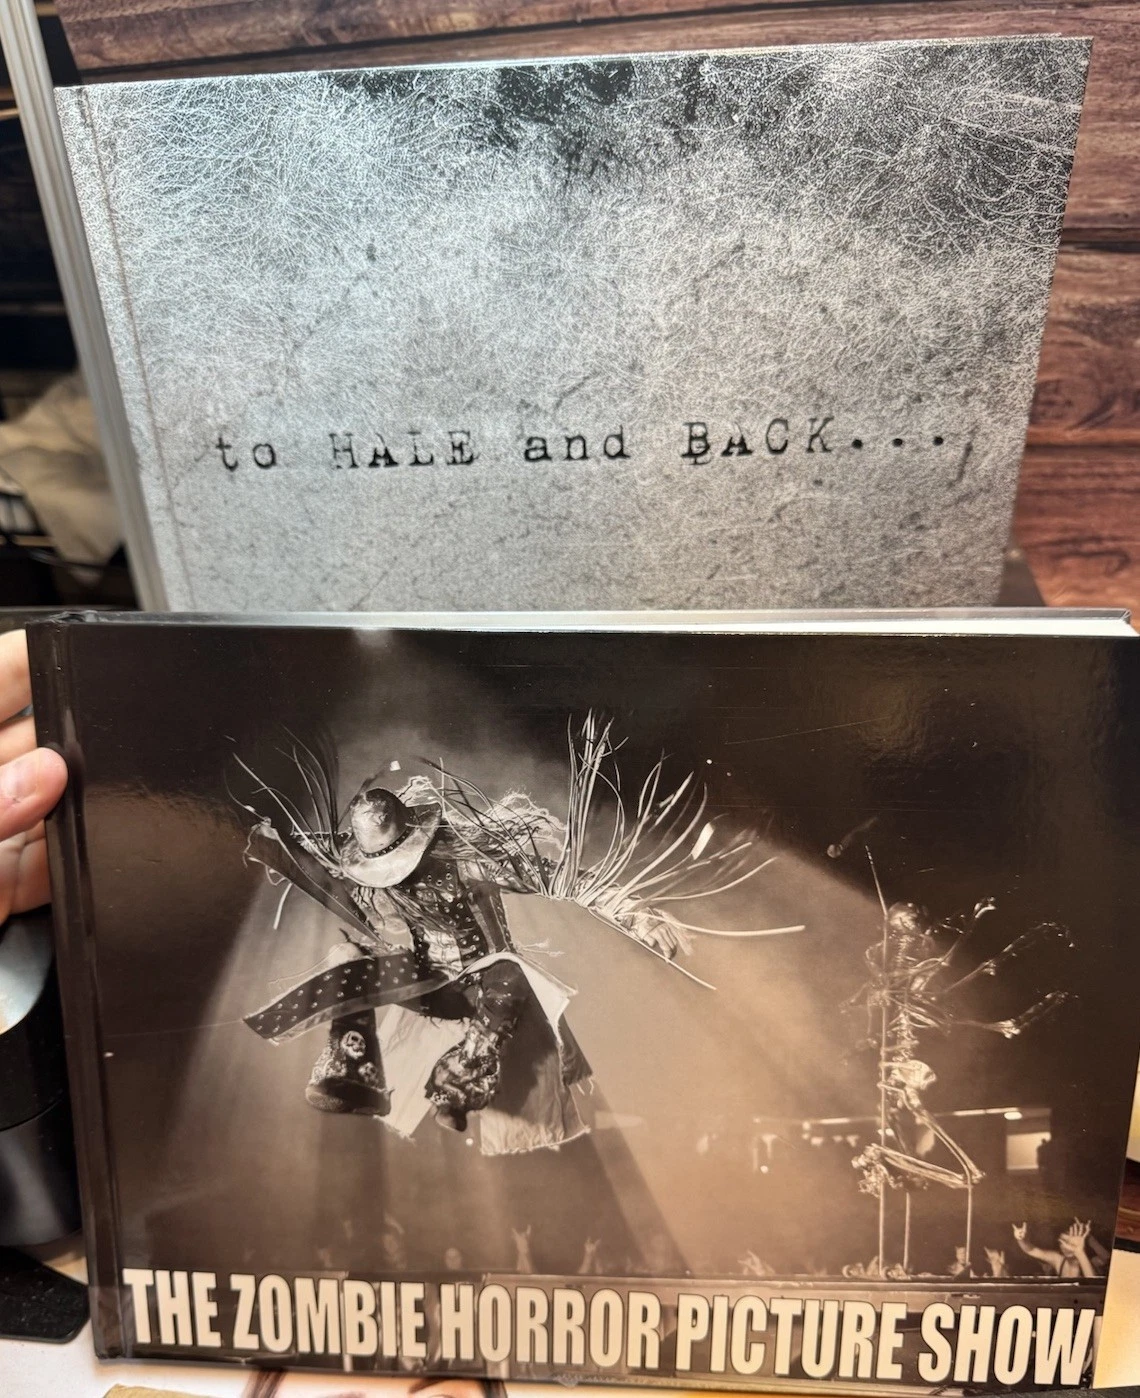 to HALE and BACK....
THE ZOMBIE HORROR PICTURE SHOW